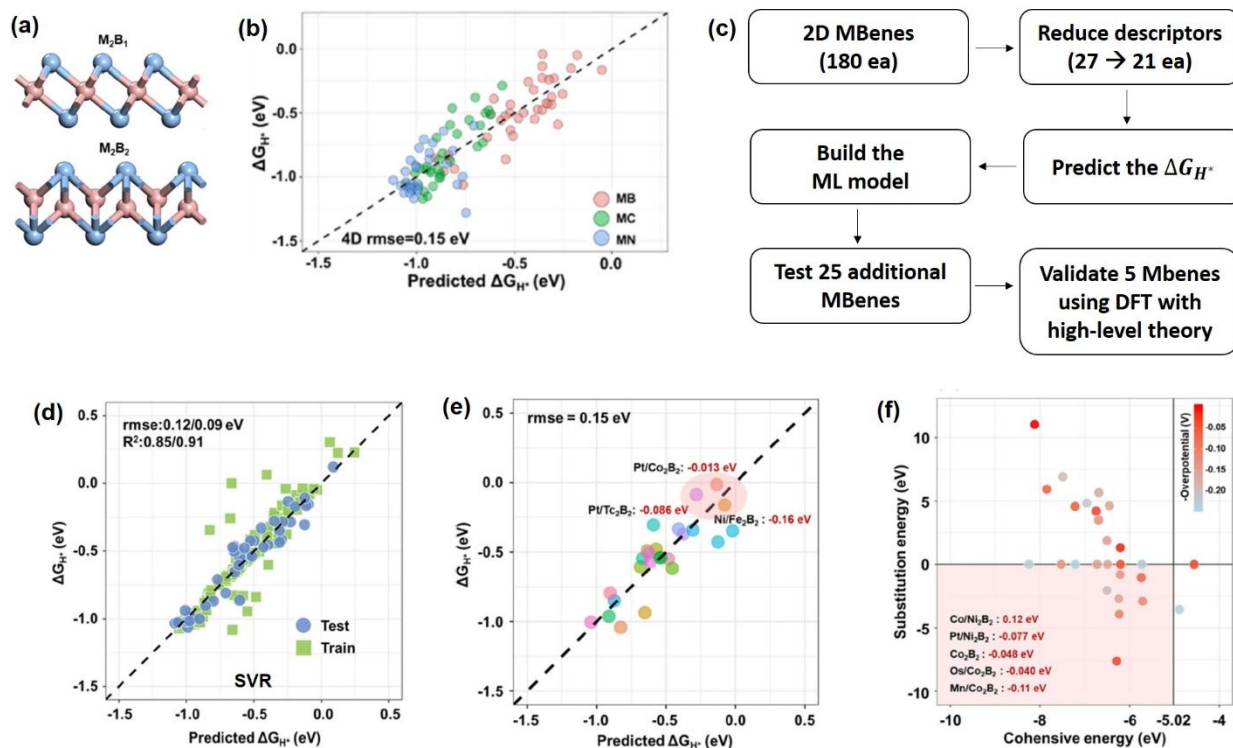 (a)
M₂B₁
M₂B₂
(b)
ΔG_H* (eV)
0.0
-0.5
-1.0
-1.5
MB
MC
MN
4D rmse=0.15 eV
-1.5 -1.0 -0.5 0.0
Predicted ΔG_H* (eV)
(c)
2D MBenes
(180 ea)
Reduce descriptors
(27 → 21 ea)
Build the
ML model
Predict the ΔG_H*
Test 25 additional
MBenes
Validate 5 Mbenes
using DFT with
high-level theory
(d)
ΔG_H* (eV)
0.5
0.0
-0.5
-1.0
-1.5
rmse:0.12/0.09 eV
R²:0.85/0.91
Test
Train
SVR
-1.5 -1.0 -0.5 0.0 0.5
Predicted ΔG_H* (eV)
(e)
ΔG_H* (eV)
0.5
0.0
-0.5
-1.0
-1.5
rmse = 0.15 eV
Pt/Co₂B₂: -0.013 eV
Pt/Tc₂B₂: -0.086 eV
Ni/Fe₂B₂: -0.16 eV
-1.5 -1.0 -0.5 0.0 0.5
Predicted ΔG_H* (eV)
(f)
Substitution energy (eV)
10
5
0
-5
-10
-Overpotential (V)
-0.05
-0.10
-0.15
-0.20
Co/Ni₂B₂ : 0.12 eV
Pt/Ni₂B₂ : -0.077 eV
Co₂B₂ : -0.048 eV
Os/Co₂B₂ : -0.040 eV
Mn/Co₂B₂ : -0.11 eV
-10 -8 -6 -5.02 -4
Cohensive energy (eV)